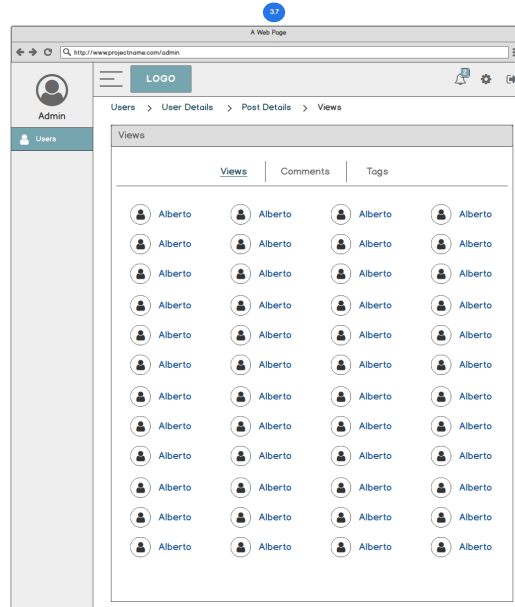 3.7
A Web Page
http://www.projectname.com/admin
LOGO
2
Admin
Users > User Details > Post Details > Views
Users
Views
Views Comments Tags
Alberto Alberto Alberto Alberto
Alberto Alberto Alberto Alberto
Alberto Alberto Alberto Alberto
Alberto Alberto Alberto Alberto
Alberto Alberto Alberto Alberto
Alberto Alberto Alberto Alberto
Alberto Alberto Alberto Alberto
Alberto Alberto Alberto Alberto
Alberto Alberto Alberto Alberto
Alberto Alberto Alberto Alberto
Alberto Alberto Alberto Alberto
Alberto Alberto Alberto Alberto